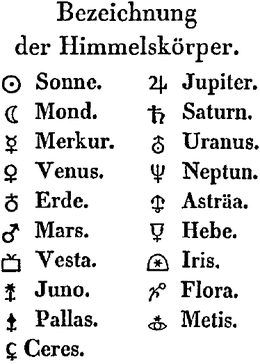 Bezeichnung
der Himmelskörper.
☉ Sonne. ♃ Jupiter.
☾ Mond. ♄ Saturn.
☿ Merkur. ⛢ Uranus.
♀ Venus. ♆ Neptun.
♁ Erde. Asträa.
♂ Mars. Hebe.
Vesta. Iris.
⚵ Juno. Flora.
⚴ Pallas. Metis.
⚳ Ceres.